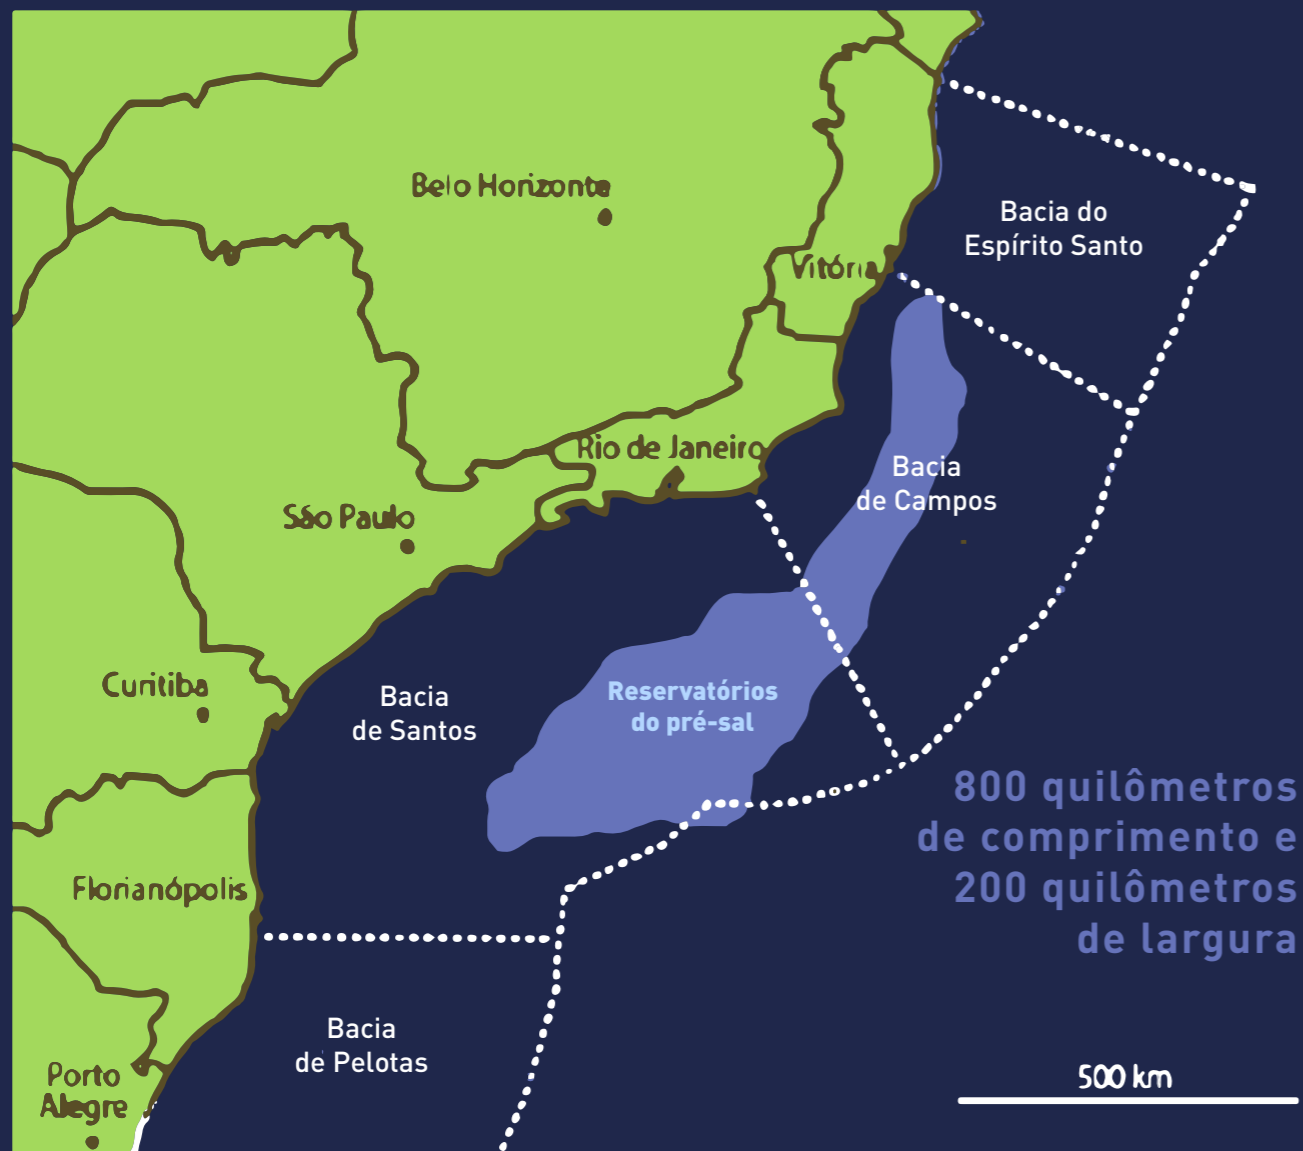 Belo Horizonte
Bacia do
Espírito Santo
Vitória
Rio de Janeiro
Bacia
de Campos
São Paulo
Curitiba
Bacia
de Santos
Reservatórios
do pré-sal
800 quilômetros
de comprimento e
200 quilômetros
de largura
Florianópolis
Bacia
de Pelotas
Porto
Alegre
500 km